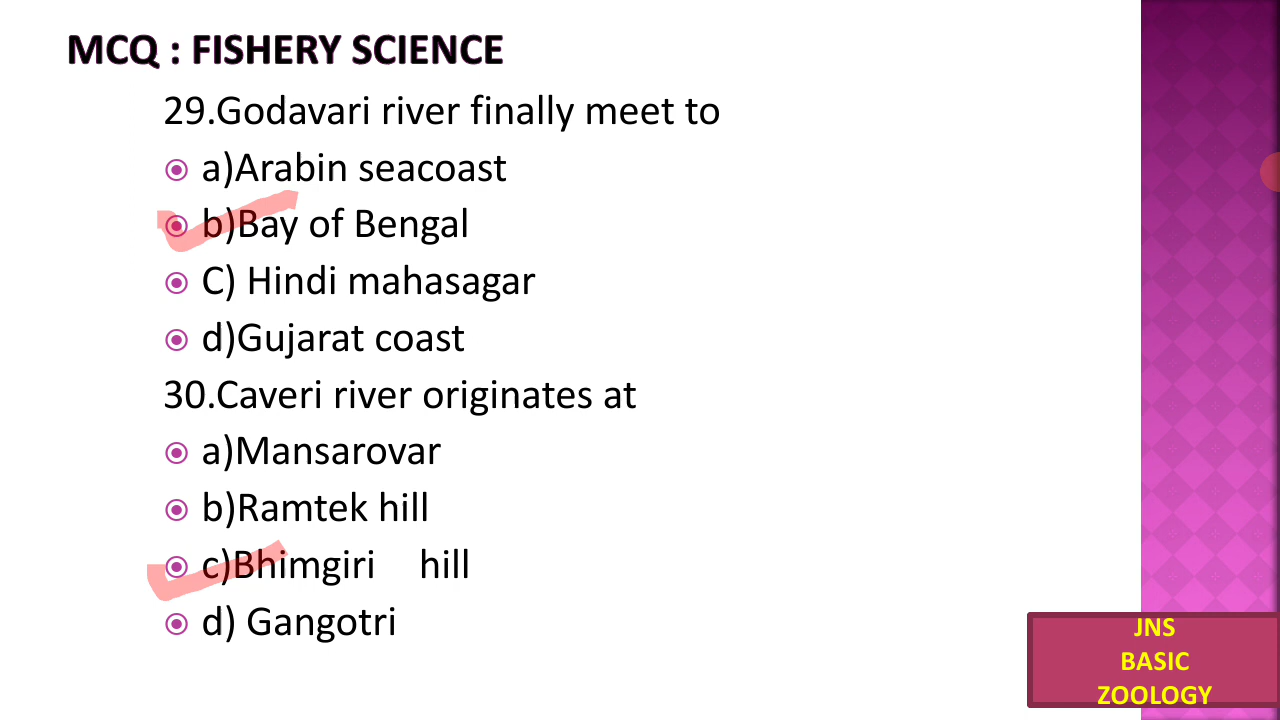 MCQ : FISHERY SCIENCE
29.Godavari river finally meet to
a)Arabin seacoast
b)Bay of Bengal
C) Hindi mahasagar
d)Gujarat coast
30.Caveri river originates at
a)Mansarovar
b)Ramtek hill
c)Bhimgiri hill
d) Gangotri
JNS
BASIC
ZOOLOGY